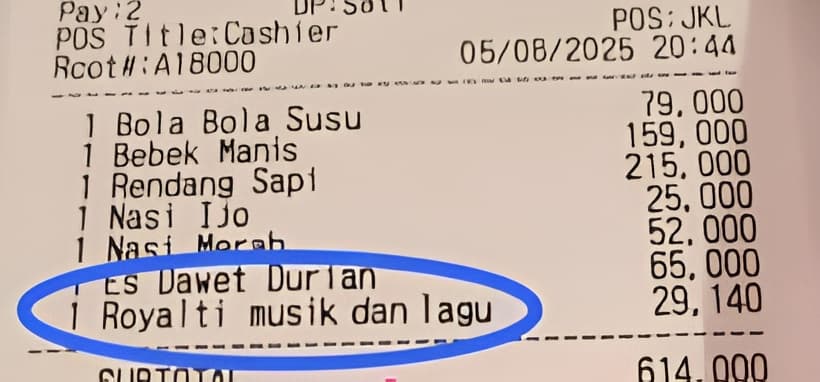 Pay:2
POS:JKL
POS Title:Cashier
05/08/2025 20:44
Rcpt#:A18000
1 Bola Bola Susu 79,000
1 Bebek Manis 159,000
1 Rendang Sapi 215,000
1 Nasi Ijo 25,000
1 Nasi Merah 52,000
1 Es Dawet Durian 65,000
1 Royalti musik dan lagu 29,140
SUBTOTAL 614,000